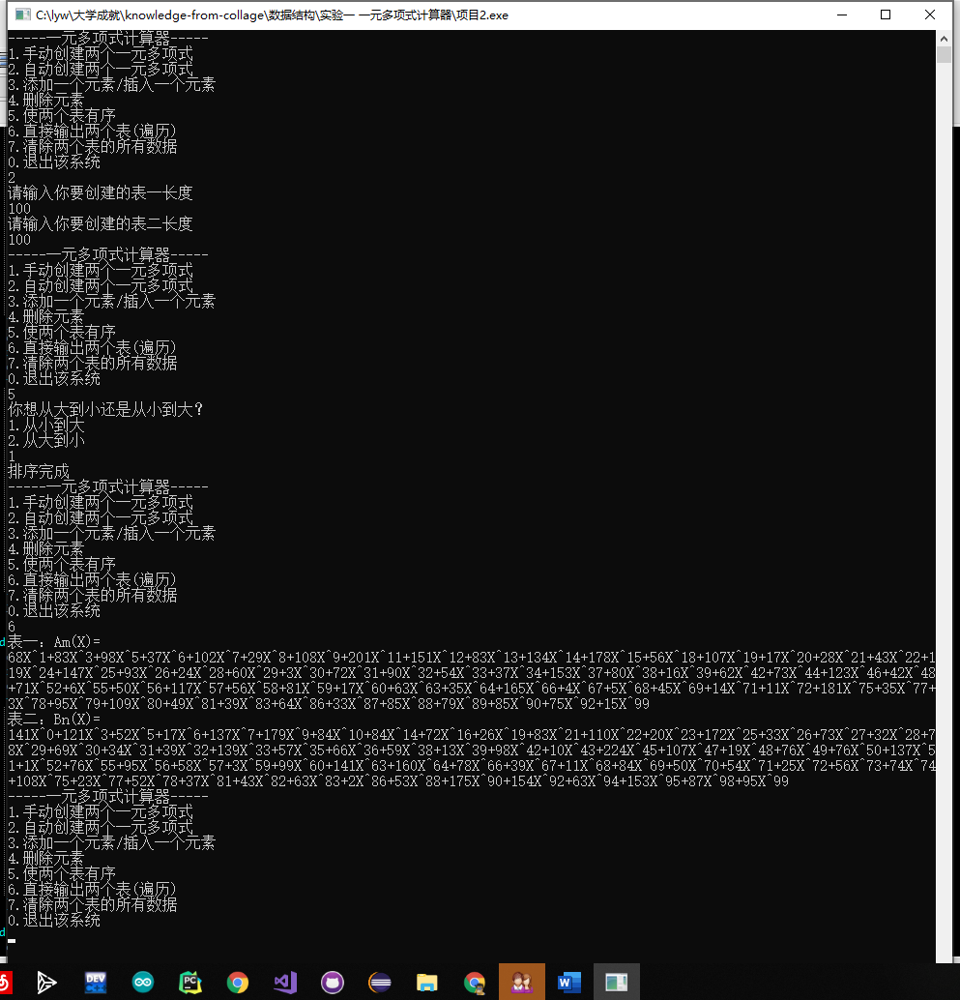 C:\lyw\大学成就\knowledge-from-collage\数据结构\实验一 一元多项式计算器\项目2.exe
-----一元多项式计算器-----
1.手动创建两个一元多项式
2.自动创建两个一元多项式
3.添加一个元素/插入一个元素
4.删除元素
5.使两个表有序
6.直接输出两个表(遍历)
7.清除两个表的所有数据
0.退出该系统
2
请输入你要创建的表一长度
100
请输入你要创建的表二长度
100
-----一元多项式计算器-----
1.手动创建两个一元多项式
2.自动创建两个一元多项式
3.添加一个元素/插入一个元素
4.删除元素
5.使两个表有序
6.直接输出两个表(遍历)
7.清除两个表的所有数据
0.退出该系统
5
你想从大到小还是从小到大？
1.从小到大
2.从大到小
1
排序完成
-----一元多项式计算器-----
1.手动创建两个一元多项式
2.自动创建两个一元多项式
3.添加一个元素/插入一个元素
4.删除元素
5.使两个表有序
6.直接输出两个表(遍历)
7.清除两个表的所有数据
0.退出该系统
6
表一：Am(X)=
68X^1+83X^3+98X^5+37X^6+102X^7+29X^8+108X^9+201X^11+151X^12+83X^13+134X^14+178X^15+56X^18+107X^19+17X^20+28X^21+43X^22+1
19X^24+147X^25+93X^26+24X^28+60X^29+3X^30+72X^31+90X^32+54X^33+37X^34+153X^37+80X^38+16X^39+62X^42+73X^44+123X^46+42X^48
+71X^52+6X^55+50X^56+117X^57+56X^58+81X^59+17X^60+63X^63+35X^64+165X^66+4X^67+5X^68+45X^69+14X^71+11X^72+181X^75+35X^77+
3X^78+95X^79+109X^80+49X^81+39X^83+64X^86+33X^87+85X^88+79X^89+85X^90+75X^92+15X^99
表二：Bn(X)=
141X^0+121X^3+52X^5+17X^6+137X^7+179X^9+84X^10+84X^14+72X^16+26X^19+83X^21+110X^22+20X^23+172X^25+33X^26+73X^27+32X^28+7
8X^29+69X^30+34X^31+39X^32+139X^33+57X^35+66X^36+59X^38+13X^39+98X^42+10X^43+224X^45+107X^47+19X^48+76X^49+76X^50+137X^5
1+1X^52+76X^55+95X^56+58X^57+3X^59+99X^60+141X^63+160X^64+78X^66+39X^67+11X^68+84X^69+50X^70+54X^71+25X^72+56X^73+74X^74
+108X^75+23X^77+52X^78+37X^81+43X^82+63X^83+2X^86+53X^88+175X^90+154X^92+63X^94+153X^95+87X^98+95X^99
-----一元多项式计算器-----
1.手动创建两个一元多项式
2.自动创建两个一元多项式
3.添加一个元素/插入一个元素
4.删除元素
5.使两个表有序
6.直接输出两个表(遍历)
7.清除两个表的所有数据
0.退出该系统
DEV
PC
W